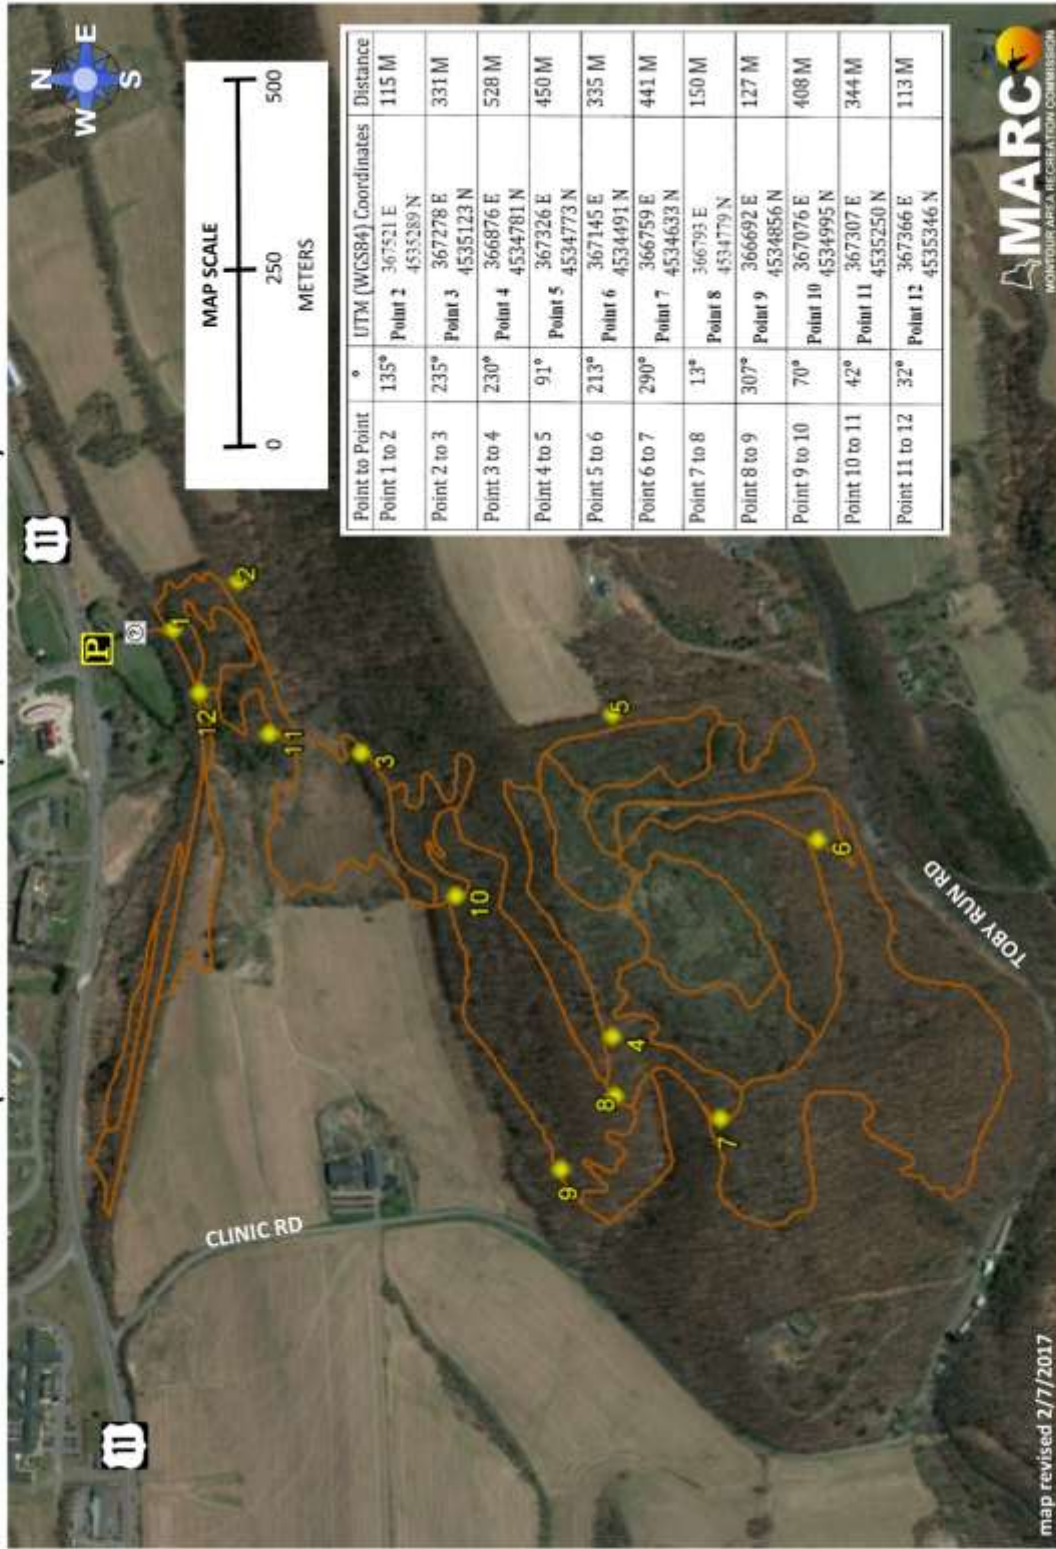 N
W E
S
11
P
MAP SCALE
0 250 500
METERS
Point to Point ° UTM (WGS84) Coordinates Distance
Point 1 to 2 135° Point 2 367521 E 4535289 N 115 M
Point 2 to 3 235° Point 3 367278 E 4535123 N 331 M
Point 3 to 4 230° Point 4 366876 E 4534781 N 528 M
Point 4 to 5 91° Point 5 367326 E 4534773 N 450 M
Point 5 to 6 213° Point 6 367145 E 4534491 N 335 M
Point 6 to 7 290° Point 7 366759 E 4534633 N 441 M
Point 7 to 8 13° Point 8 366793 E 4534779 N 150 M
Point 8 to 9 307° Point 9 366692 E 4534856 N 127 M
Point 9 to 10 70° Point 10 367076 E 4534995 N 408 M
Point 10 to 11 42° Point 11 367307 E 4535250 N 344 M
Point 11 to 12 32° Point 12 367366 E 4535346 N 113 M
1
2
12
11
3
10
5
4
8
6
7
9
CLINIC RD
TOBY RUN RD
11
map revised 2/7/2017
MARC
MONTOUR AREA RECREATION COMMISSION